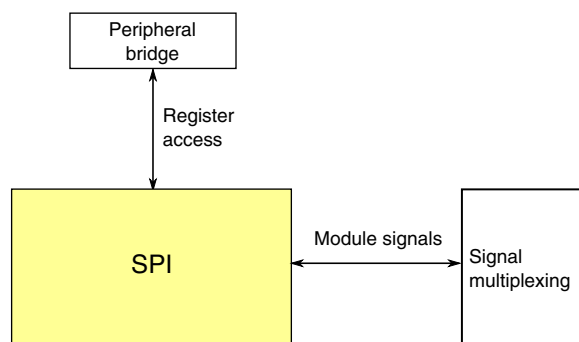 Peripheral
bridge
Register
access
SPI
Module signals
Signal
multiplexing